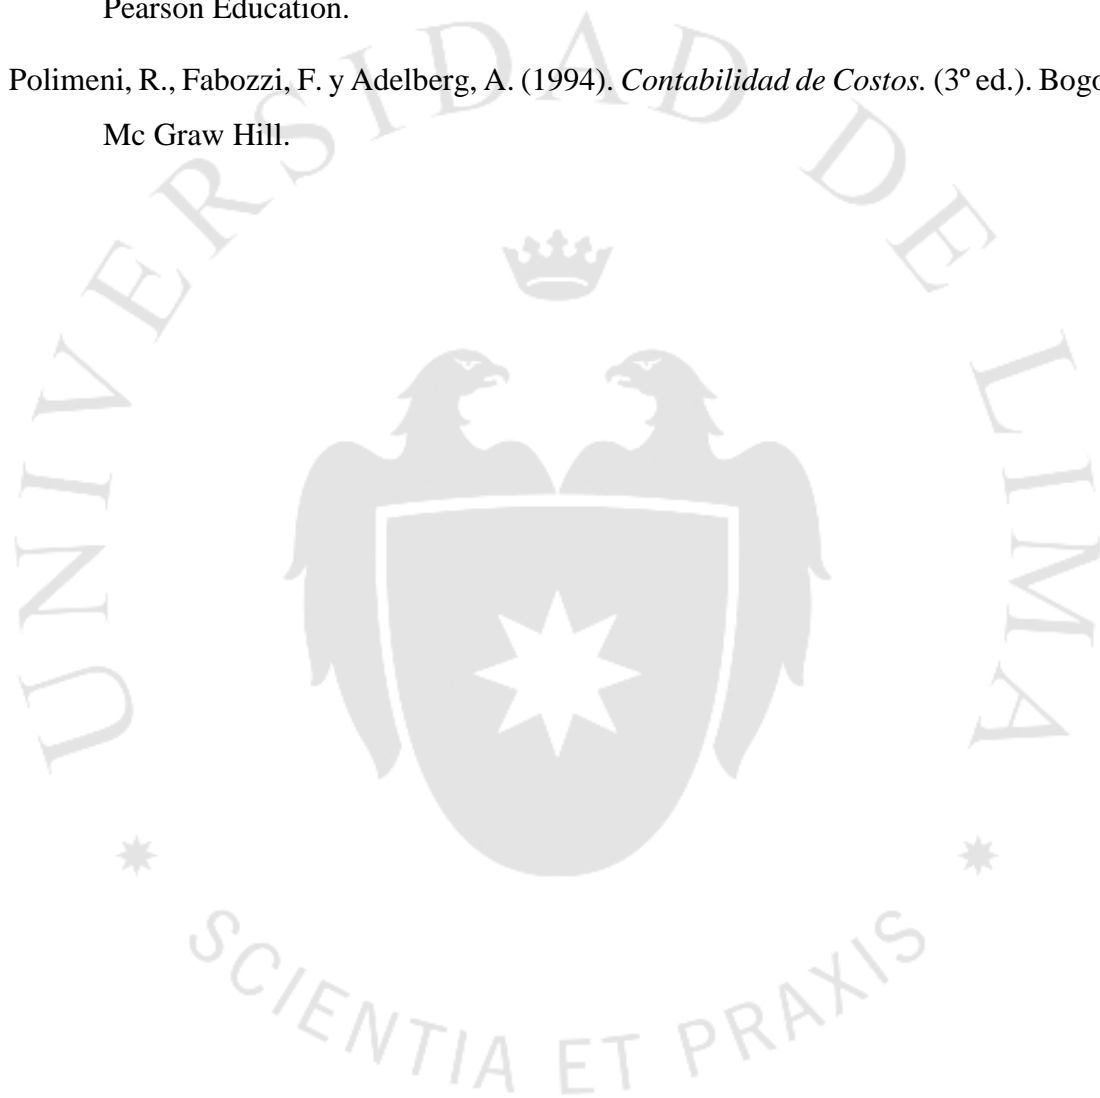 Pearson Education.
Polimeni, R., Fabozzi, F. y Adelberg, A. (1994). Contabilidad de Costos. (3º ed.). Bogo
Mc Graw Hill.
UNIVERSIDAD DE LIMA
SCIENTIA ET PRAXIS